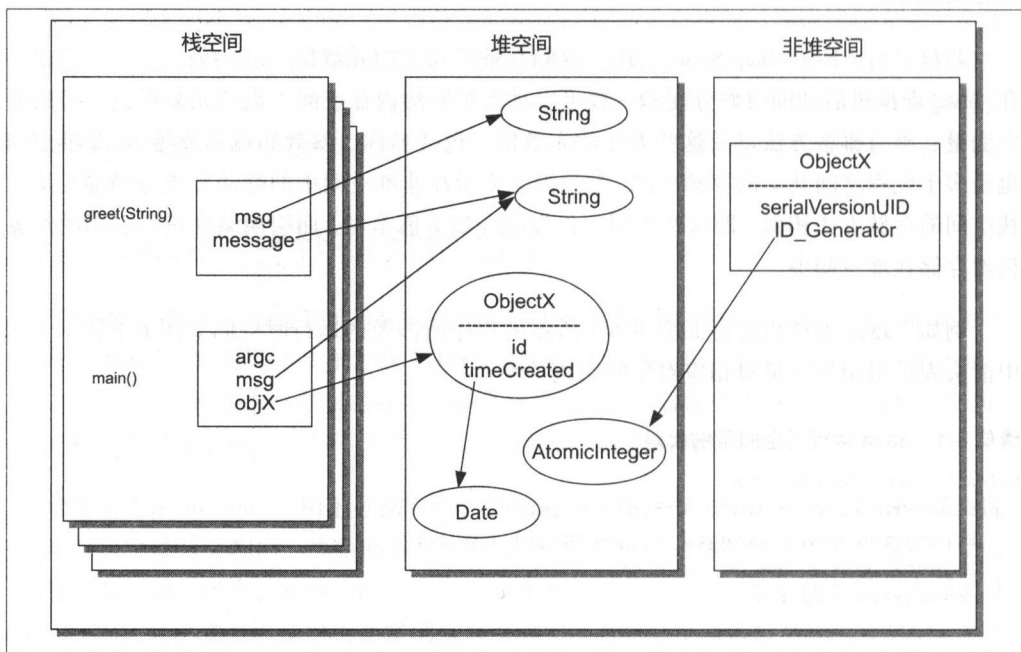 栈空间
堆空间
非堆空间
greet(String)
msg
message
main()
argc
msg
objX
String
String
ObjectX
id
timeCreated
AtomicInteger
Date
ObjectX
serialVersionUID
ID_Generator